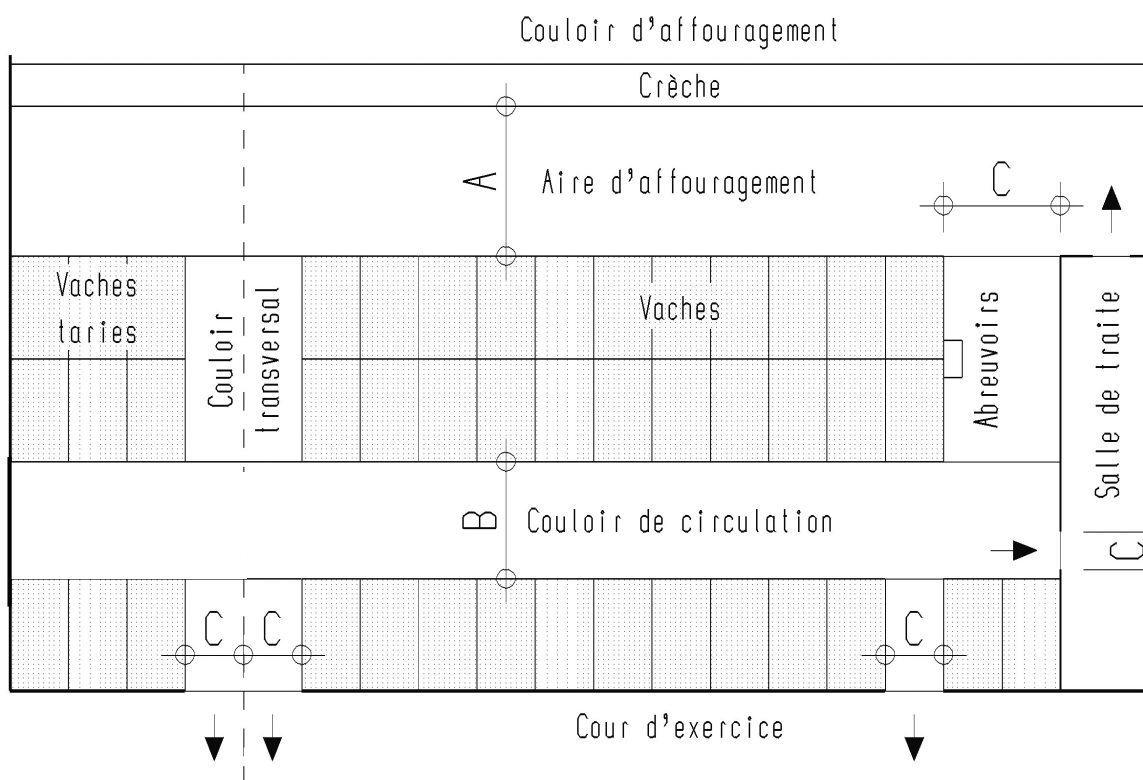 Couloir d'affouragement
Crèche
A
Aire d'affouragement
C
Vaches
taries
Couloir
transversal
Vaches
Abreuvoirs
Salle de traite
B
Couloir de circulation
C
C
C
C
Cour d'exercice